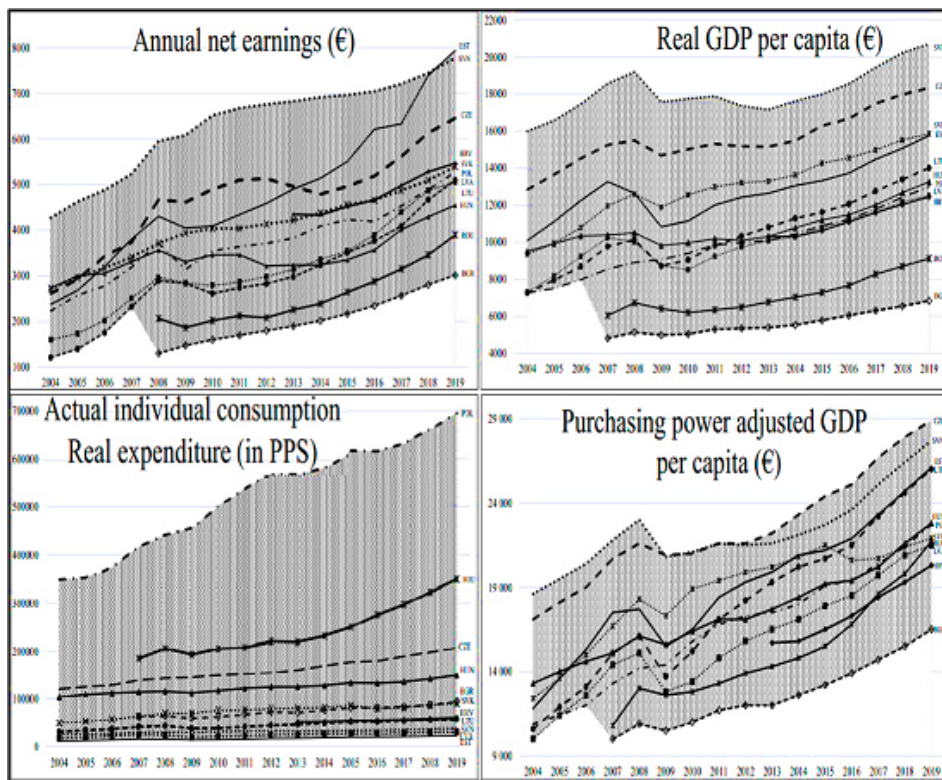 Annual net earnings (€)
8000
7000
6000
5000
4000
3000
2000
1000
EST
SVN
CZE
HRV
SVK
POL
LVA
LTU
HUN
ROU
BGR
2004 2005 2006 2007 2008 2009 2010 2011 2012 2013 2014 2015 2016 2017 2018 2019
Real GDP per capita (€)
22000
20000
18000
16000
14000
12000
10000
8000
6000
4000
2004 2005 2006 2007 2008 2009 2010 2011 2012 2013 2014 2015 2016 2017 2018 2019
Actual individual consumption
Real expenditure (in PPS)
600000
500000
400000
300000
200000
100000
0
POL
ROU
CZE
HUN
BGR
SVK
HRV
LTU
SVN
EST
2004 2005 2006 2007 2008 2009 2010 2011 2012 2013 2014 2015 2016 2017 2018 2019
Purchasing power adjusted GDP
per capita (€)
29 000
24 000
19 000
14 000
9 000
2004 2005 2006 2007 2008 2009 2010 2011 2012 2013 2014 2015 2016 2017 2018 2019